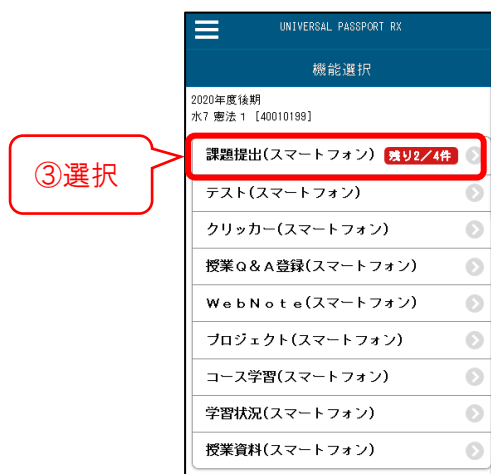 UNIVERSAL PASSPORT RX
機能選択
2020年度後期
水7 憲法１ [40010199]
課題提出(スマートフォン) 残り2／4件
③選択
テスト(スマートフォン)
クリッカー(スマートフォン)
授業Ｑ＆Ａ登録(スマートフォン)
ＷｅｂＮｏｔｅ(スマートフォン)
プロジェクト(スマートフォン)
コース学習(スマートフォン)
学習状況(スマートフォン)
授業資料(スマートフォン)